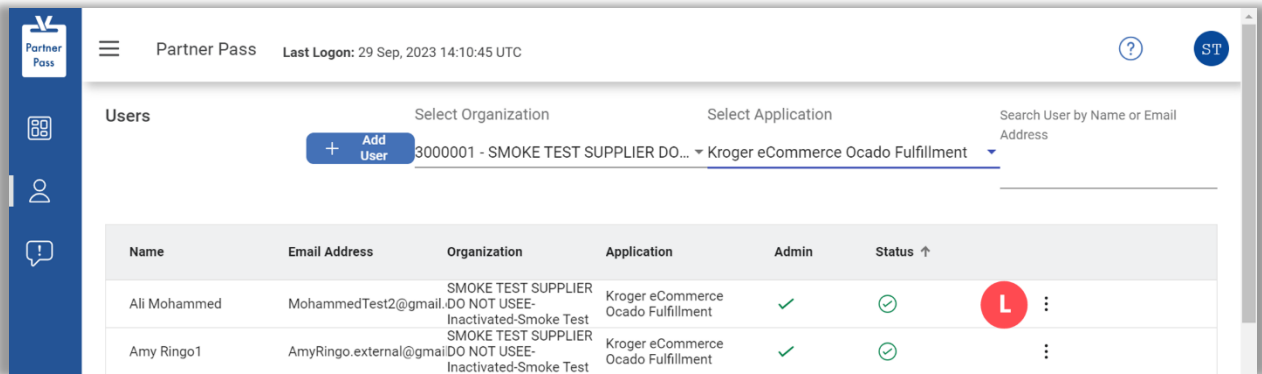 Partner
Pass
Partner Pass
Last Logon: 29 Sep, 2023 14:10:45 UTC
?
ST
Users
+ Add
User
Select Organization
3000001 - SMOKE TEST SUPPLIER DO...
Select Application
Kroger eCommerce Ocado Fulfillment
Search User by Name or Email
Address
Name
Email Address
Organization
Application
Admin
Status ↑
Ali Mohammed
MohammedTest2@gmail.
SMOKE TEST SUPPLIER
DO NOT USEE-
Inactivated-Smoke Test
Kroger eCommerce
Ocado Fulfillment
L
Amy Ringo1
AmyRingo.external@gmail
SMOKE TEST SUPPLIER
DO NOT USEE-
Inactivated-Smoke Test
Kroger eCommerce
Ocado Fulfillment